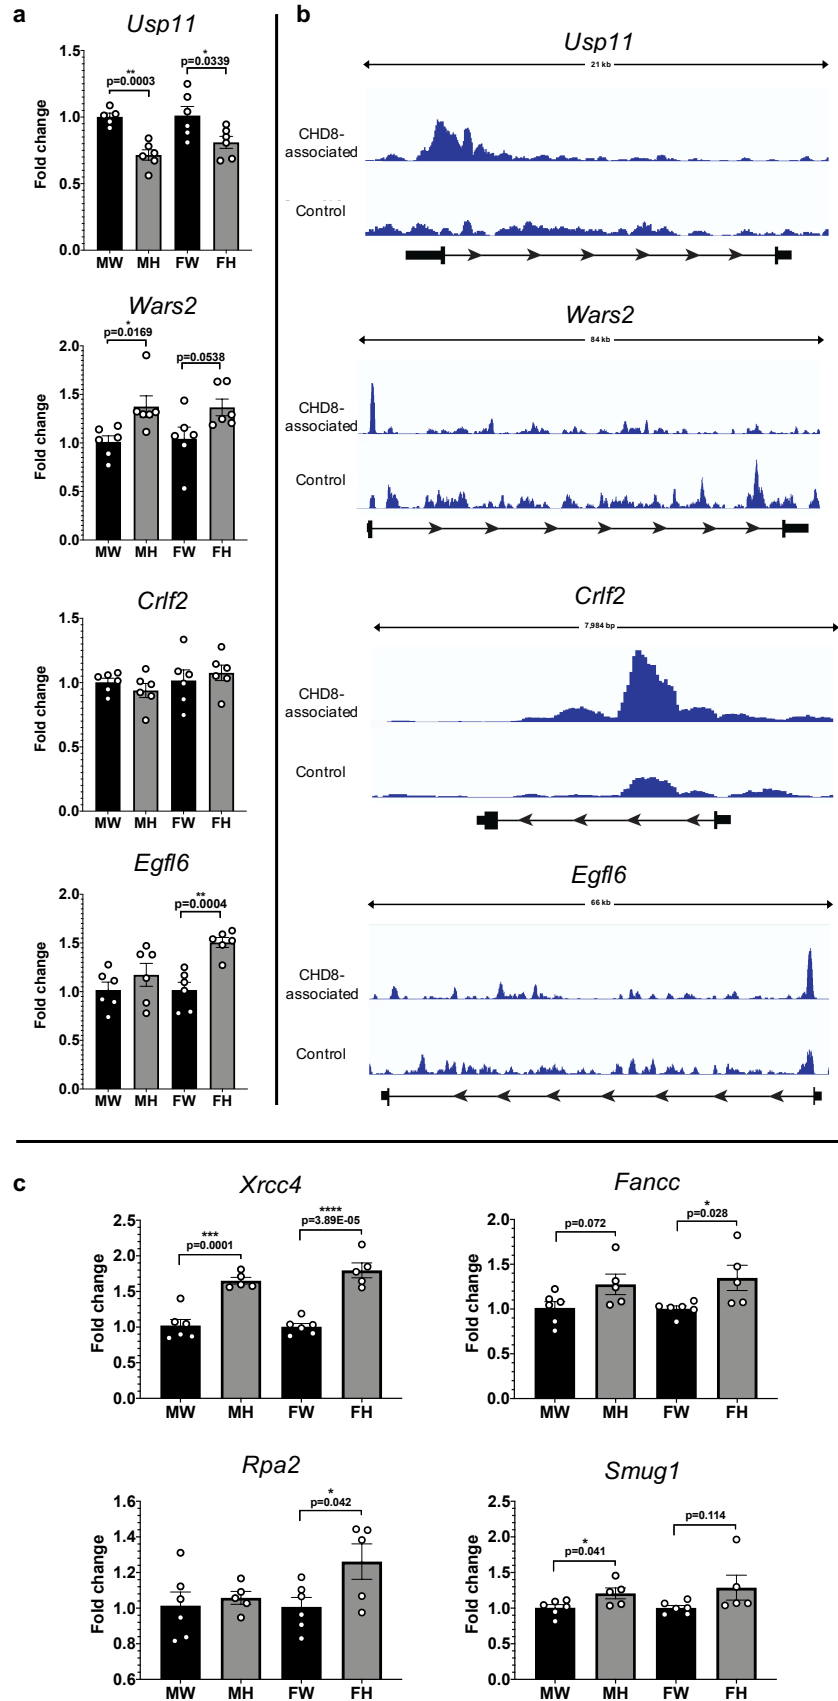 a
Usp11
Fold change
1.5
1.0
0.5
0.0
**
p=0.0003
*
p=0.0339
MW MH FW FH
Wars2
Fold change
2.0
1.5
1.0
0.5
0.0
*
p=0.0169
p=0.0538
MW MH FW FH
Crlf2
Fold change
1.5
1.0
0.5
0.0
MW MH FW FH
Egfl6
Fold change
2.0
1.5
1.0
0.5
0.0
**
p=0.0004
MW MH FW FH
b
Usp11
21 kb
CHD8-
associated
Control
Wars2
84 kb
CHD8-
associated
Control
Crlf2
7,984 bp
CHD8-
associated
Control
Egfl6
66 kb
CHD8-
associated
Control
c
Xrcc4
Fold change
2.5
2.0
1.5
1.0
0.5
0.0
***
p=0.0001
****
p=3.89E-05
MW MH FW FH
Fancc
Fold change
2.0
1.5
1.0
0.5
0.0
p=0.072
*
p=0.028
MW MH FW FH
Rpa2
Fold change
1.6
1.4
1.2
1.0
0.8
0.6
*
p=0.042
MW MH FW FH
Smug1
Fold change
2.5
2.0
1.5
1.0
0.5
0.0
*
p=0.041
p=0.114
MW MH FW FH